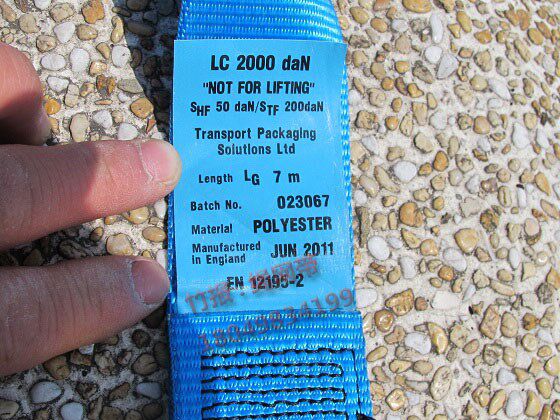 LC 2000 daN
"NOT FOR LIFTING"
SHF 50 daN/STF 200daN
Transport Packaging
Solutions Ltd
Length LG 7 m
Batch No. 023067
Material POLYESTER
Manufactured
in England JUN 2011
EN 12195-2